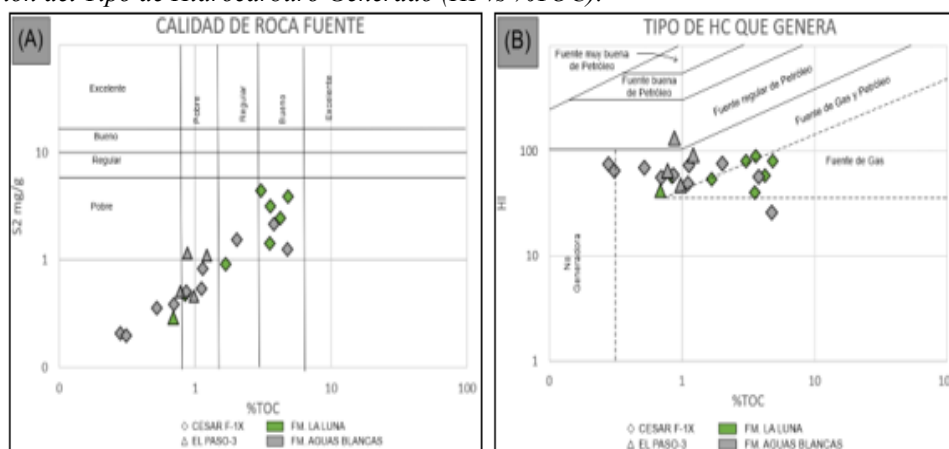 ción del Tipo de Hidrocarburo Generado (HI vs %TOC).
(A)
CALIDAD DE ROCA FUENTE
Excelente
Pobre
Regular
Buena
Excelente
Bueno
Regular
Pobre
10
1
0
S2 mg/g
0
1
10
100
%TOC
CESAR F-1X
FM. LA LUNA
EL PASO-3
FM. AGUAS BLANCAS
(B)
TIPO DE HC QUE GENERA
Fuente muy buena
de Petróleo
Fuente buena
de Petróleo
Fuente regular de Petróleo
Fuente de Gas y Petróleo
Fuente de Gas
No
Generadora
100
10
1
HI
0
1
10
100
%TOC
CESAR F-1X
FM. LA LUNA
EL PASO-3
FM. AGUAS BLANCAS